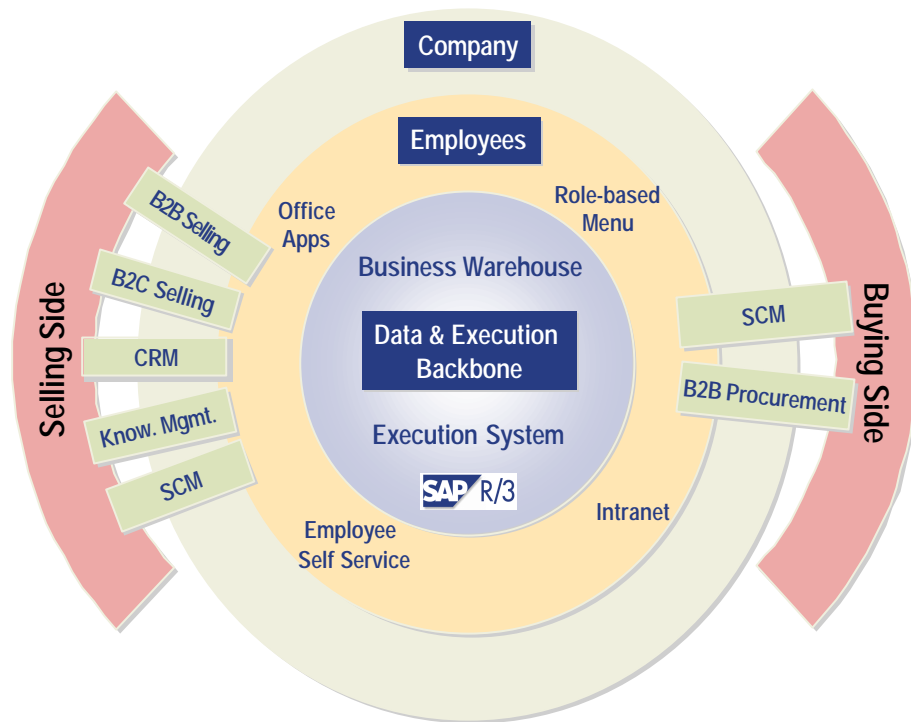 Company
Employees
Office
Apps
Role-based
Menu
Business Warehouse
Data & Execution
Backbone
Execution System
SAP R/3
Employee
Self Service
Intranet
Selling Side
B2B Selling
B2C Selling
CRM
Know. Mgmt.
SCM
SCM
B2B Procurement
Buying Side